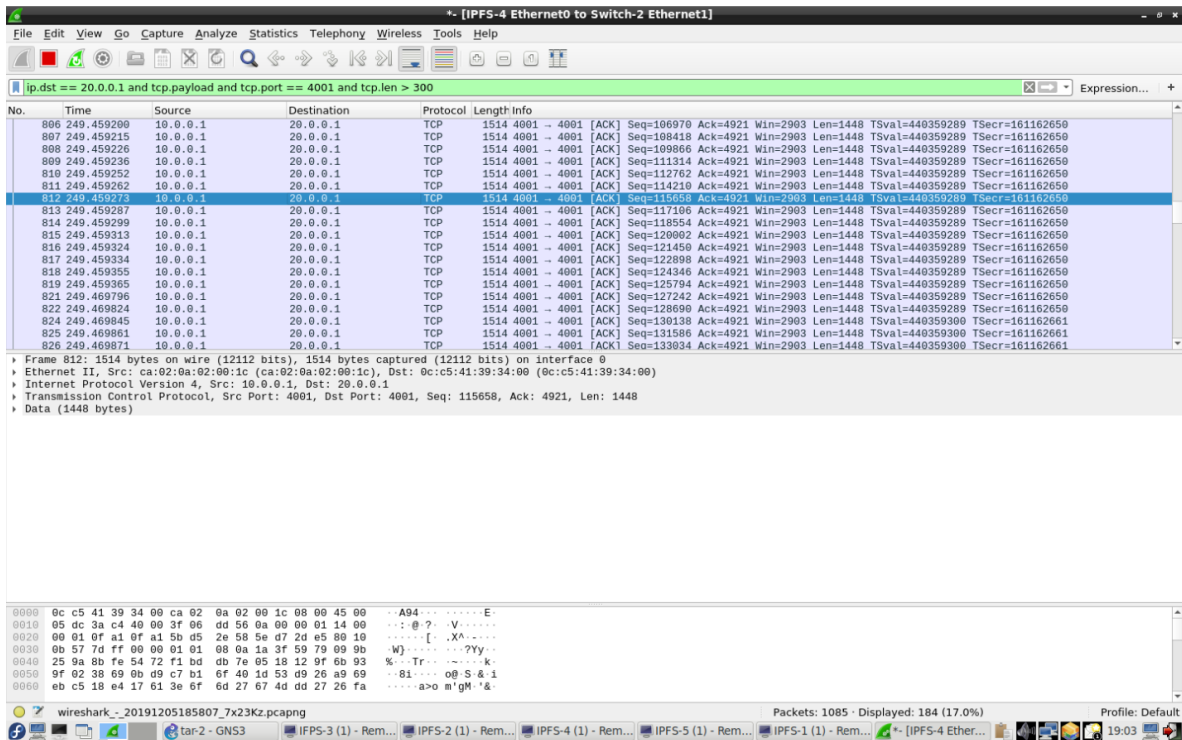 *- [IPFS-4 Ethernet0 to Switch-2 Ethernet1]
File Edit View Go Capture Analyze Statistics Telephony Wireless Tools Help
ip.dst == 20.0.0.1 and tcp.payload and tcp.port == 4001 and tcp.len > 300 Expression... +
No. Time Source Destination Protocol Length Info
806 249.459200 10.0.0.1 20.0.0.1 TCP 1514 4001 → 4001 [ACK] Seq=106970 Ack=4921 Win=2903 Len=1448 TSval=440359289 TSecr=161162650
807 249.459215 10.0.0.1 20.0.0.1 TCP 1514 4001 → 4001 [ACK] Seq=108418 Ack=4921 Win=2903 Len=1448 TSval=440359289 TSecr=161162650
808 249.459226 10.0.0.1 20.0.0.1 TCP 1514 4001 → 4001 [ACK] Seq=109866 Ack=4921 Win=2903 Len=1448 TSval=440359289 TSecr=161162650
809 249.459236 10.0.0.1 20.0.0.1 TCP 1514 4001 → 4001 [ACK] Seq=111314 Ack=4921 Win=2903 Len=1448 TSval=440359289 TSecr=161162650
810 249.459252 10.0.0.1 20.0.0.1 TCP 1514 4001 → 4001 [ACK] Seq=112762 Ack=4921 Win=2903 Len=1448 TSval=440359289 TSecr=161162650
811 249.459262 10.0.0.1 20.0.0.1 TCP 1514 4001 → 4001 [ACK] Seq=114210 Ack=4921 Win=2903 Len=1448 TSval=440359289 TSecr=161162650
812 249.459273 10.0.0.1 20.0.0.1 TCP 1514 4001 → 4001 [ACK] Seq=115658 Ack=4921 Win=2903 Len=1448 TSval=440359289 TSecr=161162650
813 249.459287 10.0.0.1 20.0.0.1 TCP 1514 4001 → 4001 [ACK] Seq=117106 Ack=4921 Win=2903 Len=1448 TSval=440359289 TSecr=161162650
814 249.459299 10.0.0.1 20.0.0.1 TCP 1514 4001 → 4001 [ACK] Seq=118554 Ack=4921 Win=2903 Len=1448 TSval=440359289 TSecr=161162650
815 249.459313 10.0.0.1 20.0.0.1 TCP 1514 4001 → 4001 [ACK] Seq=120002 Ack=4921 Win=2903 Len=1448 TSval=440359289 TSecr=161162650
816 249.459324 10.0.0.1 20.0.0.1 TCP 1514 4001 → 4001 [ACK] Seq=121450 Ack=4921 Win=2903 Len=1448 TSval=440359289 TSecr=161162650
817 249.459334 10.0.0.1 20.0.0.1 TCP 1514 4001 → 4001 [ACK] Seq=122898 Ack=4921 Win=2903 Len=1448 TSval=440359289 TSecr=161162650
818 249.459355 10.0.0.1 20.0.0.1 TCP 1514 4001 → 4001 [ACK] Seq=124346 Ack=4921 Win=2903 Len=1448 TSval=440359289 TSecr=161162650
819 249.459365 10.0.0.1 20.0.0.1 TCP 1514 4001 → 4001 [ACK] Seq=125794 Ack=4921 Win=2903 Len=1448 TSval=440359289 TSecr=161162650
821 249.469796 10.0.0.1 20.0.0.1 TCP 1514 4001 → 4001 [ACK] Seq=127242 Ack=4921 Win=2903 Len=1448 TSval=440359289 TSecr=161162650
822 249.469824 10.0.0.1 20.0.0.1 TCP 1514 4001 → 4001 [ACK] Seq=128690 Ack=4921 Win=2903 Len=1448 TSval=440359289 TSecr=161162650
824 249.469845 10.0.0.1 20.0.0.1 TCP 1514 4001 → 4001 [ACK] Seq=130138 Ack=4921 Win=2903 Len=1448 TSval=440359300 TSecr=161162661
825 249.469861 10.0.0.1 20.0.0.1 TCP 1514 4001 → 4001 [ACK] Seq=131586 Ack=4921 Win=2903 Len=1448 TSval=440359300 TSecr=161162661
826 249.469871 10.0.0.1 20.0.0.1 TCP 1514 4001 → 4001 [ACK] Seq=133034 Ack=4921 Win=2903 Len=1448 TSval=440359300 TSecr=161162661
Frame 812: 1514 bytes on wire (12112 bits), 1514 bytes captured (12112 bits) on interface 0
Ethernet II, Src: ca:02:0a:02:00:1c (ca:02:0a:02:00:1c), Dst: 0c:c5:41:39:34:00 (0c:c5:41:39:34:00)
Internet Protocol Version 4, Src: 10.0.0.1, Dst: 20.0.0.1
Transmission Control Protocol, Src Port: 4001, Dst Port: 4001, Seq: 115658, Ack: 4921, Len: 1448
Data (1448 bytes)
0000 0c c5 41 39 34 00 ca 02 0a 02 00 1c 08 00 45 00 ··A94··· ······E·
0010 05 dc 3a c4 40 00 3f 06 dd 56 0a 00 00 01 14 00 ··:·@·?· ·V······
0020 00 01 0f a1 0f a1 5b d5 2e 58 5e d7 2d e5 80 10 ······[· .X^·-···
0030 0b 57 7d ff 00 00 01 01 08 0a 1a 3f 59 79 09 9b ·W}····· ···?Yy··
0040 25 9a 8b fe 54 72 f1 bd db 7e 05 18 12 9f 6b 93 %···Tr·· ·~····k·
0050 9f 02 38 69 0b d9 c7 b1 6f 40 1d 53 d9 26 a9 69 ··8i···· o@·S·&·i
0060 eb c5 18 e4 17 61 3e 6f 6d 27 67 4d dd 27 26 fa ·····a>o m'gM·'&·
wireshark_-_20191205185807_7x23Kz.pcapng Packets: 1085 · Displayed: 184 (17.0%) Profile: Default
tar-2 - GNS3 IFPS-3 (1) - Rem... IPFS-2 (1) - Rem... IPFS-4 (1) - Rem... IPFS-5 (1) - Rem... IPFS-1 (1) - Rem... *- [IPFS-4 Ether... 19:03